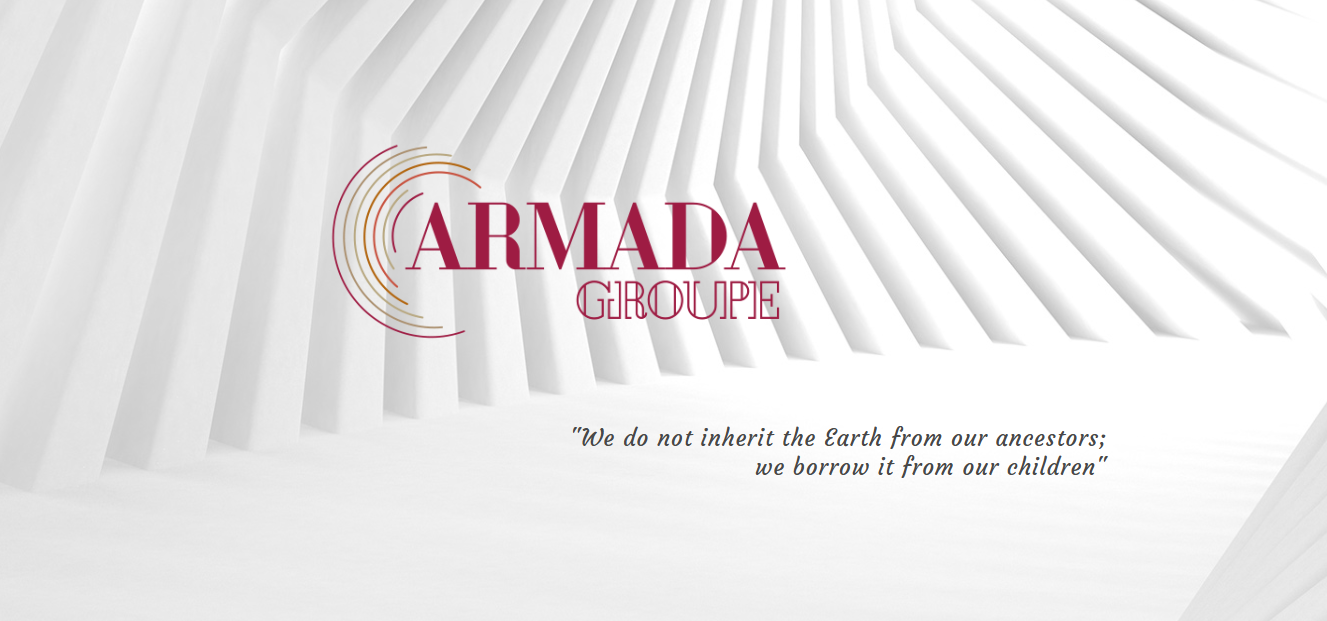 ARMADA
GROUPE
"We do not inherit the Earth from our ancestors;
we borrow it from our children"